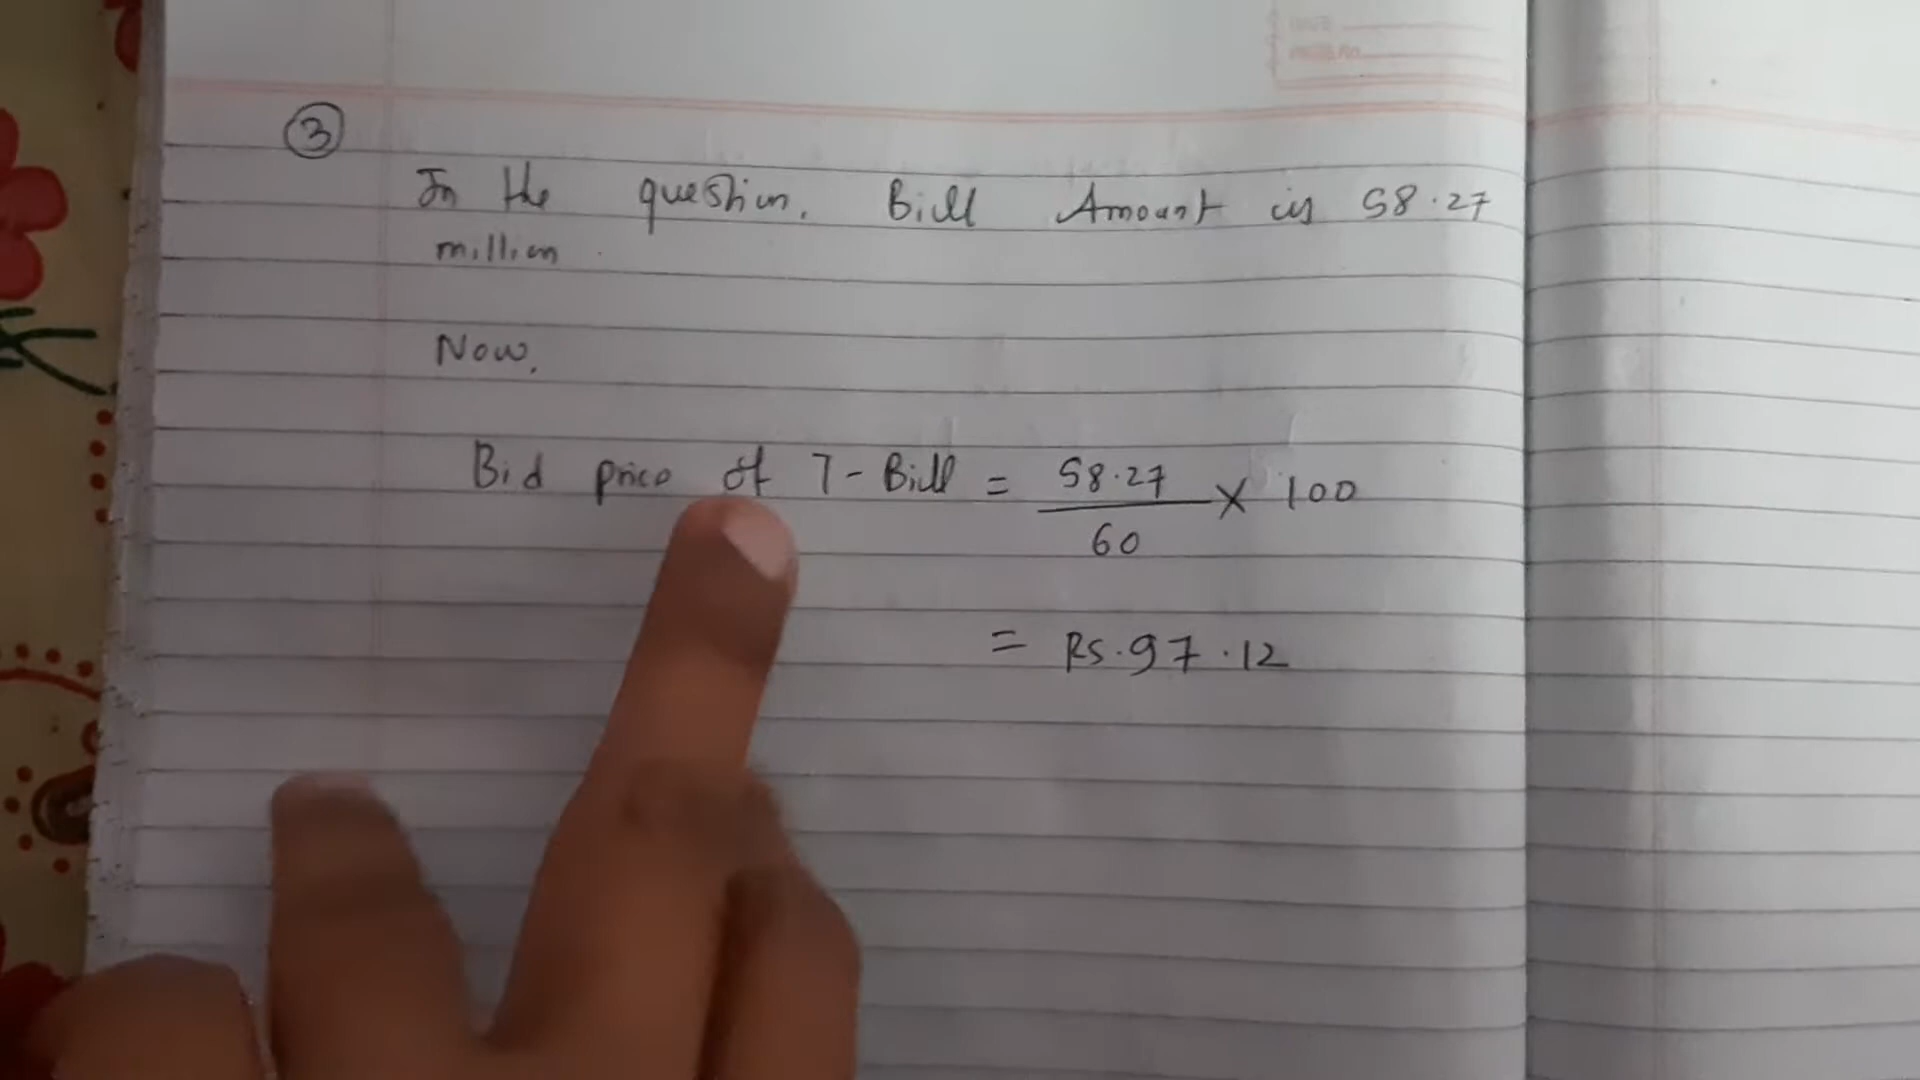 3
In the question, Bill Amount is 58.27
million.
Now,
Bid price of T-Bill = 58.27 / 60 × 100
= Rs. 97.12